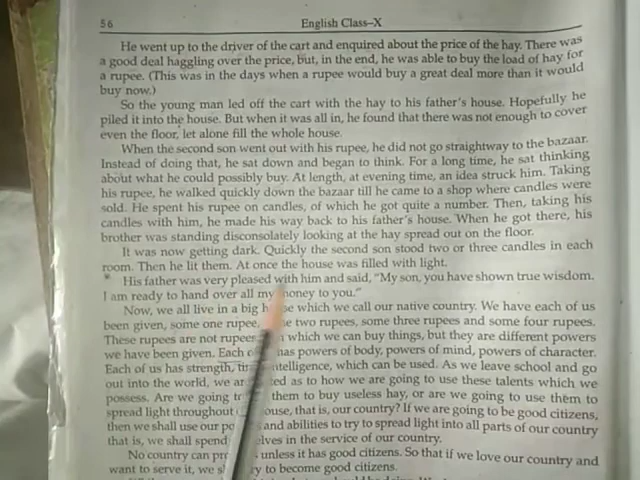 56
English Class–X
He went up to the driver of the cart and enquired about the price of the hay. There was
a good deal haggling over the price, but, in the end, he was able to buy the load of hay for
a rupee. (This was in the days when a rupee would buy a great deal more than it would
buy now.)
So the young man led off the cart with the hay to his father's house. Hopefully he
piled it into the house. But when it was all in, he found that there was not enough to cover
even the floor, let alone fill the whole house.
When the second son went out with his rupee, he did not go straightway to the bazaar.
Instead of doing that, he sat down and began to think. For a long time, he sat thinking
about what he could possibly buy. At length, at evening time, an idea struck him. Taking
his rupee, he walked quickly down the bazaar till he came to a shop where candles were
sold. He spent his rupee on candles, of which he got quite a number. Then, taking his
candles with him, he made his way back to his father's house. When he got there, his
brother was standing disconsolately looking at the hay spread out on the floor.
It was now getting dark. Quickly the second son stood two or three candles in each
room. Then he lit them. At once the house was filled with light.
His father was very pleased with him and said, "My son, you have shown true wisdom.
I am ready to hand over all my money to you."
Now, we all live in a big which we call our native country. We have each of us
been given, some one rupee, two rupees, some three rupees and some four rupees.
These rupees are not rupees which we can buy things, but they are different powers
we have been given. Each has powers of body, powers of mind, powers of character.
Each of us has strength, intelligence, which can be used. As we leave school and go
out into the world, we as to how we are going to use these talents which we
possess. Are we going them to buy useless hay, or are we going to use them to
spread light throughout that is, our country? If we are going to be good citizens,
then we shall use our and abilities to try to spread light into all parts of our country
that is, we shall spend in the service of our country.
No country can unless it has good citizens. So that if we love our country and
want to serve it, we to become good citizens.